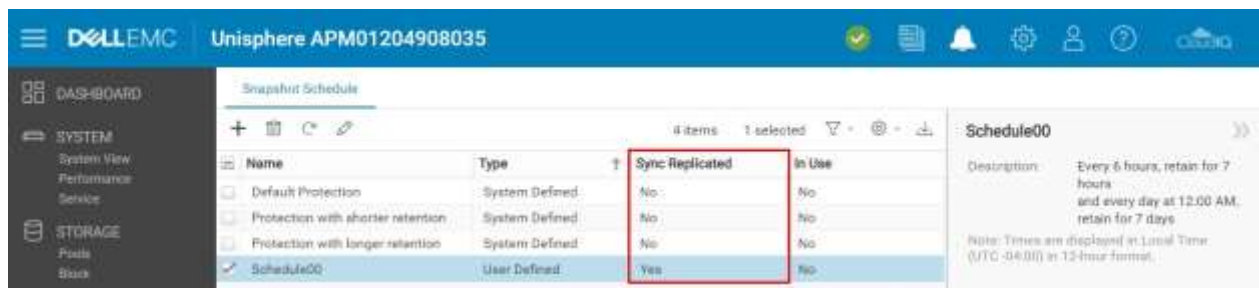 DELLEMC Unisphere APM01204908035
DASHBOARD
SYSTEM
System View
Performance
Service
STORAGE
Pools
Block
Snapshot Schedule
4 items 1 selected
Name Type Sync Replicated In Use
Default Protection System Defined No No
Protection with shorter retention System Defined No No
Protection with longer retention System Defined No No
Schedule00 User Defined Yes No
Schedule00
Description: Every 6 hours, retain for 7
hours
and every day at 12:00 AM,
retain for 7 days
Note: Times are displayed in Local Time
(UTC -04:00) in 12-hour format.